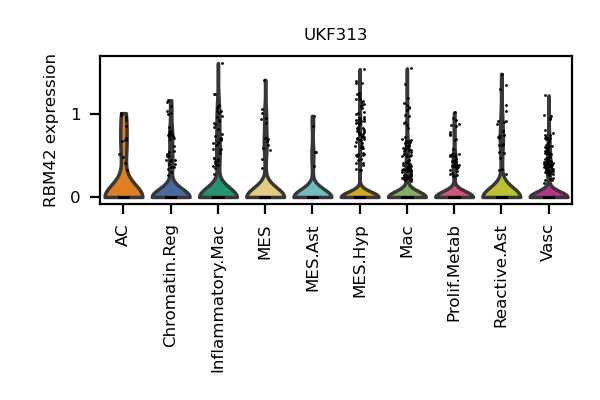 UKF313
RBM42 expression
1
0
AC
Chromatin.Reg
Inflammatory.Mac
MES
MES.Ast
MES.Hyp
Mac
Prolif.Metab
Reactive.Ast
Vasc